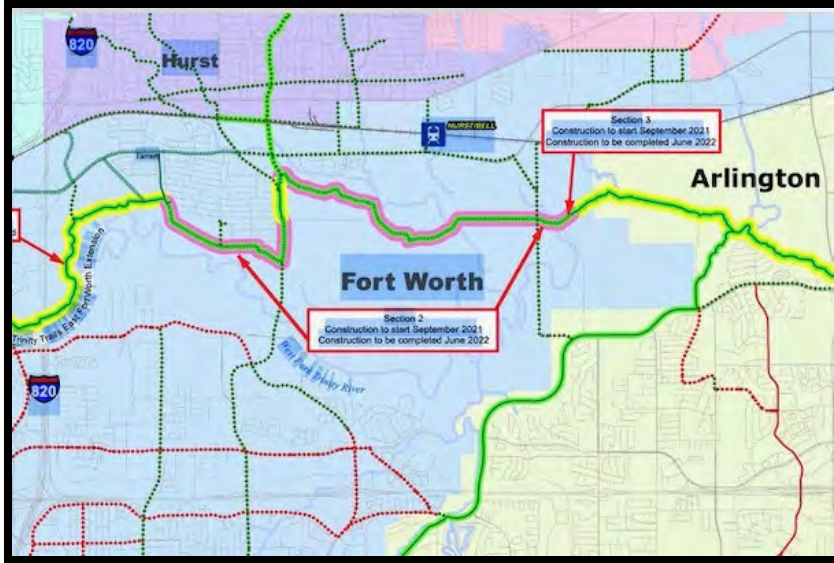 820
Hurst
HURST/BELL
Section 3
Construction to start September 2021
Construction to be completed June 2022
Tarrant
Arlington
Trinity Trails East Fort Worth Extension
Fort Worth
Section 2
Construction to start September 2021
Construction to be completed June 2022
West Fork Trinity River
820